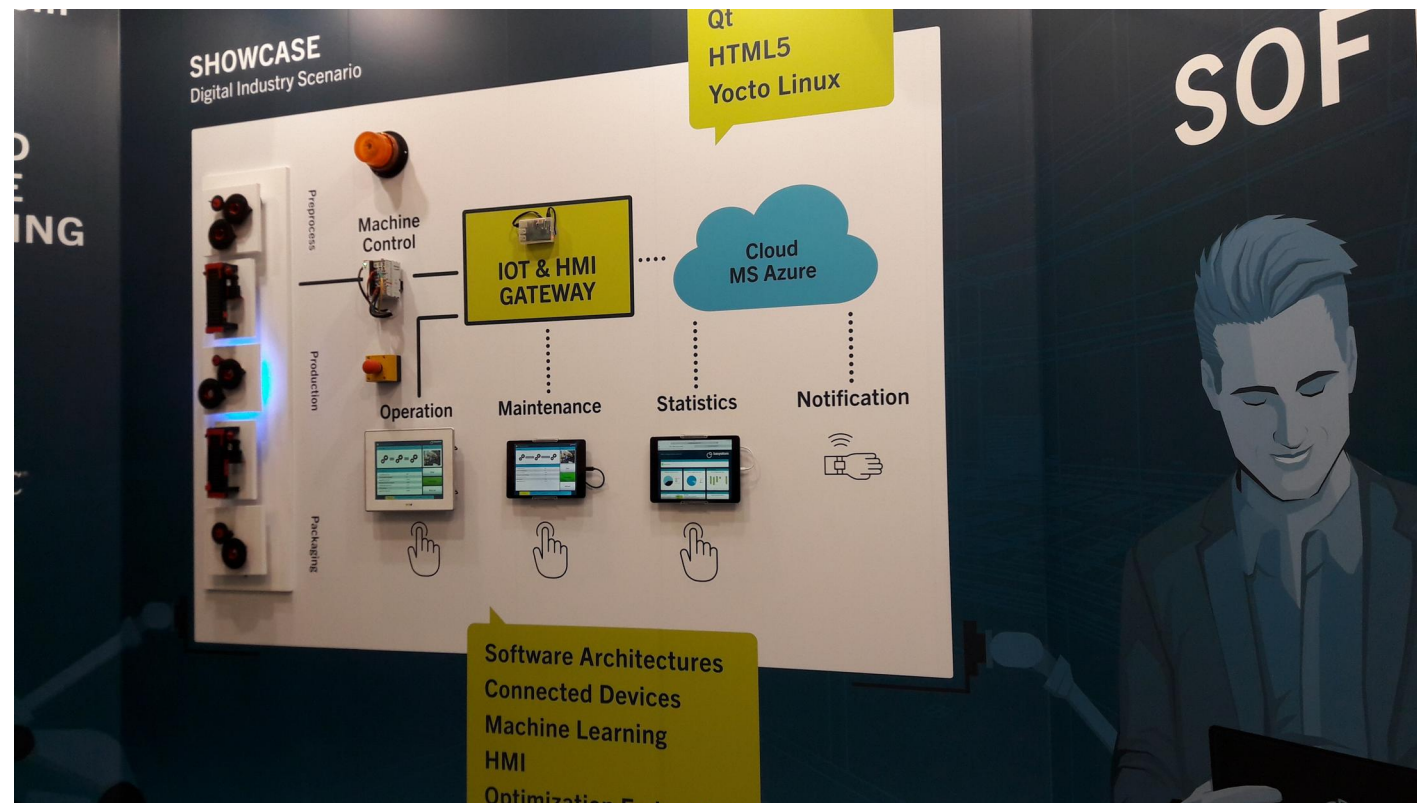 SHOWCASE
Digital Industry Scenario
Qt
HTML5
Yocto Linux
SOF
ING
Preprocess
Production
Packaging
Machine
Control
IOT & HMI
GATEWAY
Cloud
MS Azure
Operation
Maintenance
Statistics
Notification
Software Architectures
Connected Devices
Machine Learning
HMI
Optimization